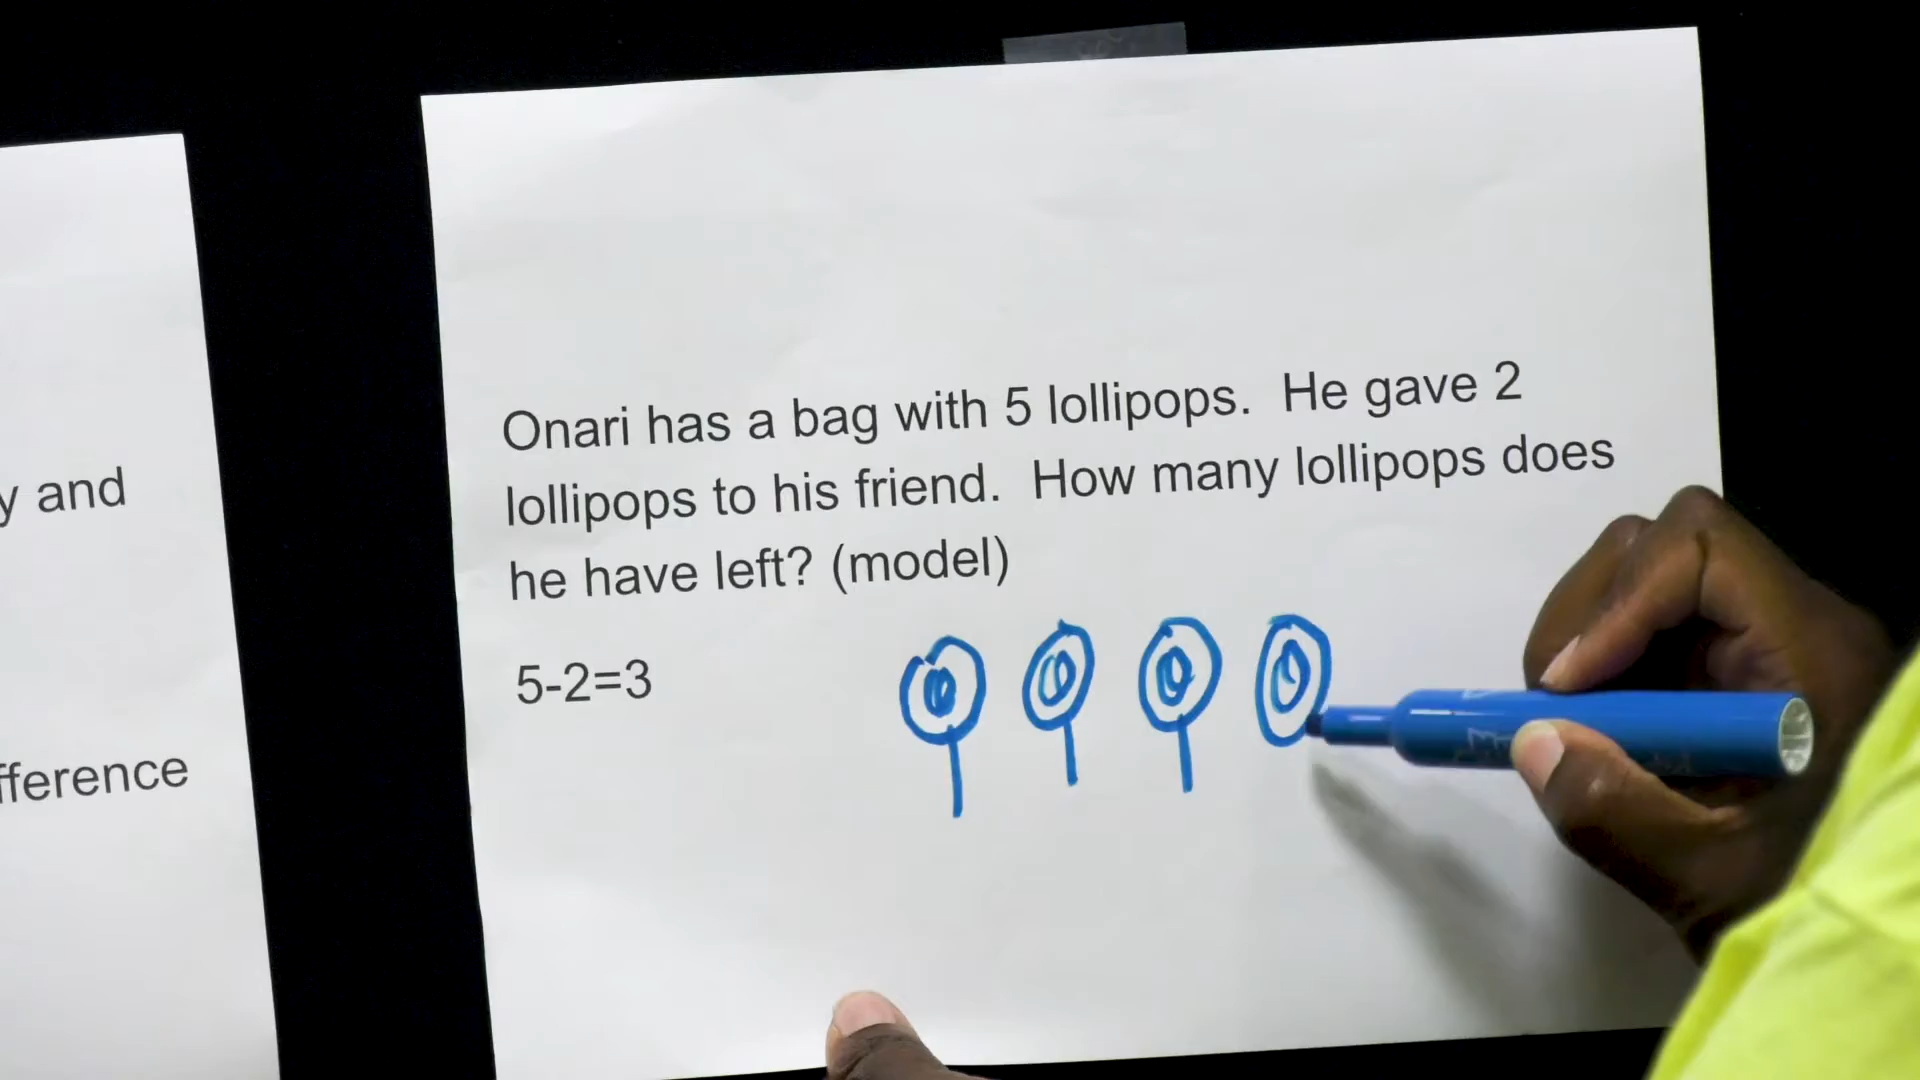 y and
fference
Onari has a bag with 5 lollipops. He gave 2
lollipops to his friend. How many lollipops does
he have left? (model)
5-2=3